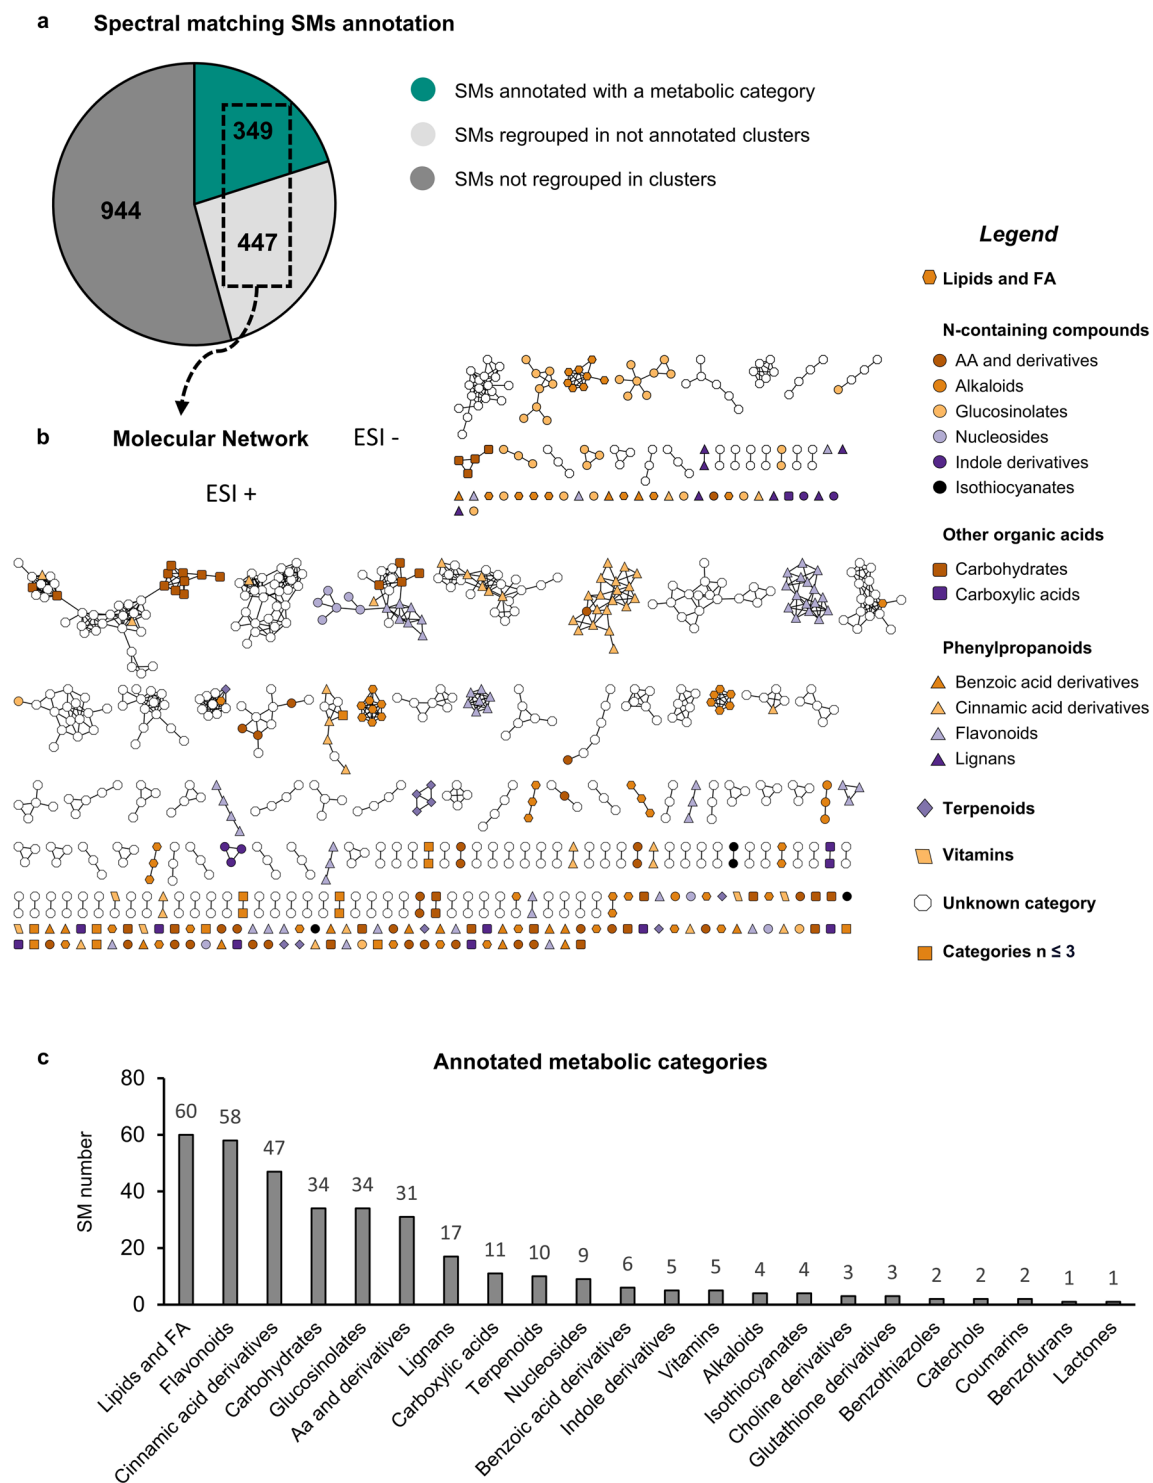 a Spectral matching SMs annotation
349
944
447
SMs annotated with a metabolic category
SMs regrouped in not annotated clusters
SMs not regrouped in clusters
b Molecular Network ESI -
ESI +
Legend
Lipids and FA
N-containing compounds
AA and derivatives
Alkaloids
Glucosinolates
Nucleosides
Indole derivatives
Isothiocyanates
Other organic acids
Carbohydrates
Carboxylic acids
Phenylpropanoids
Benzoic acid derivatives
Cinnamic acid derivatives
Flavonoids
Lignans
Terpenoids
Vitamins
Unknown category
Categories n ≤ 3
c Annotated metabolic categories
SM number
80
60
40
20
0
60 58 47 34 34 31 17 11 10 9 6 5 5 4 4 3 3 2 2 2 1 1
Lipids and FA
Flavonoids
Cinnamic acid derivatives
Carbohydrates
Glucosinolates
Aa and derivatives
Lignans
Carboxylic acids
Terpenoids
Nucleosides
Benzoic acid derivatives
Indole derivatives
Vitamins
Alkaloids
Isothiocyanates
Choline derivatives
Glutathione derivatives
Benzothiazoles
Catechols
Coumarins
Benzofurans
Lactones